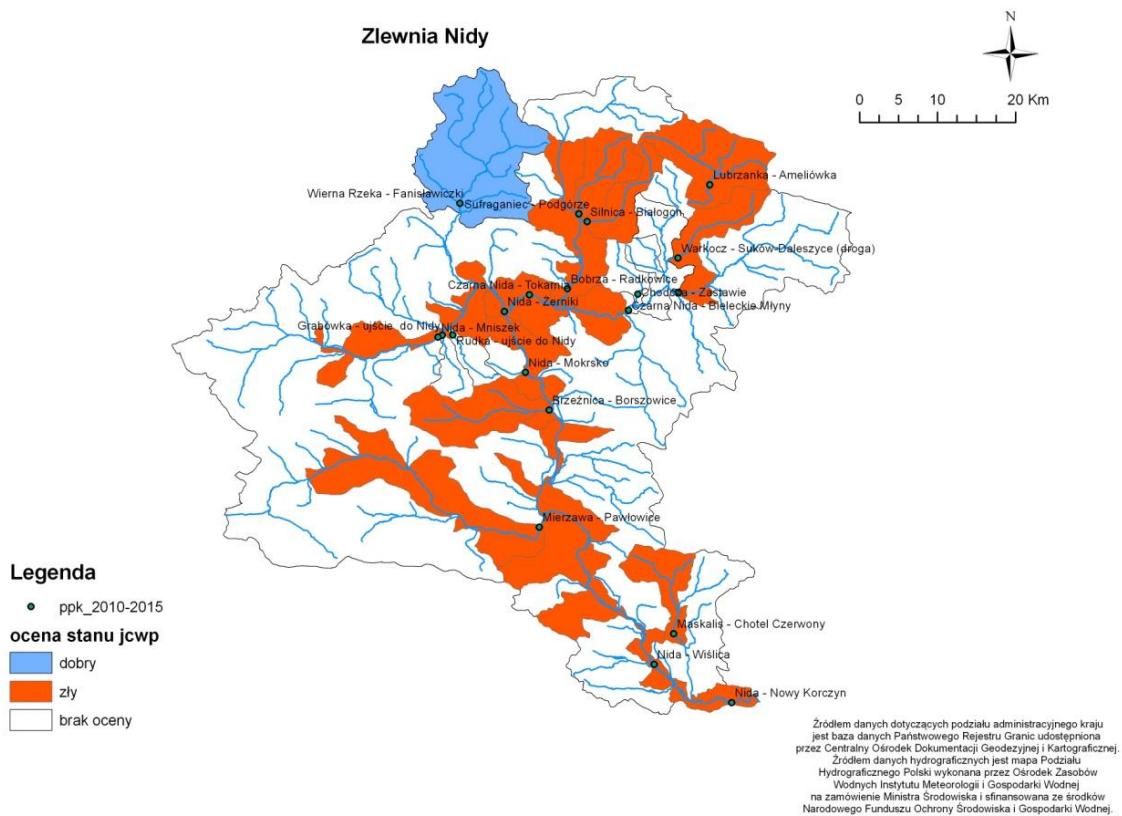 Zlewnia Nidy
N
0 5 10 20 Km
Lubrzanka - Ameliówka
Wierna Rzeka - Fanisławiczki
Sufraganiec - Podgórze
Silnica - Białogon
Warkocz - Suków-Daleszyce (droga)
Bobrza - Radkowice
Czarna Nida - Tokarnia
Chodcza - Zastawie
Nida - Żerniki
Czarna Nida - Bieleckie Młyny
Grabówka - ujście do Nidy
Nida - Mniszek
Rudka - ujście do Nidy
Nida - Mokrsko
Brzeźnica - Borszowice
Mierzawa - Pawłowice
Legenda
ppk_2010-2015
ocena stanu jcwp
dobry
zły
brak oceny
Maskalis - Chotel Czerwony
Nida - Wiślica
Nida - Nowy Korczyn
Źródłem danych dotyczących podziału administracyjnego kraju
jest baza danych Państwowego Rejestru Granic udostępniona
przez Centralny Ośrodek Dokumentacji Geodezyjnej i Kartograficznej.
Źródłem danych hydrograficznych jest mapa Podziału
Hydrograficznego Polski wykonana przez Ośrodek Zasobów
Wodnych Instytutu Meteorologii i Gospodarki Wodnej
na zamówienie Ministra Środowiska i sfinansowana ze środków
Narodowego Funduszu Ochrony Środowiska i Gospodarki Wodnej.